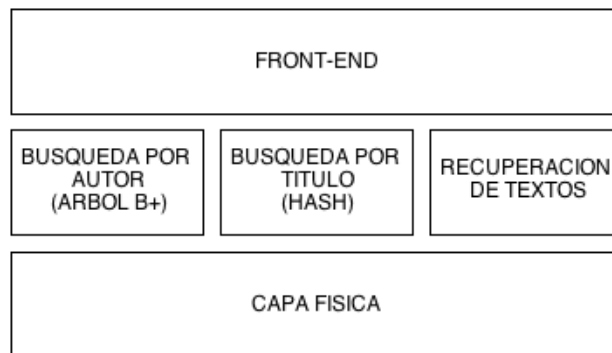 FRONT-END
BUSQUEDA POR
AUTOR
(ARBOL B+)
BUSQUEDA POR
TITULO
(HASH)
RECUPERACION
DE TEXTOS
CAPA FISICA